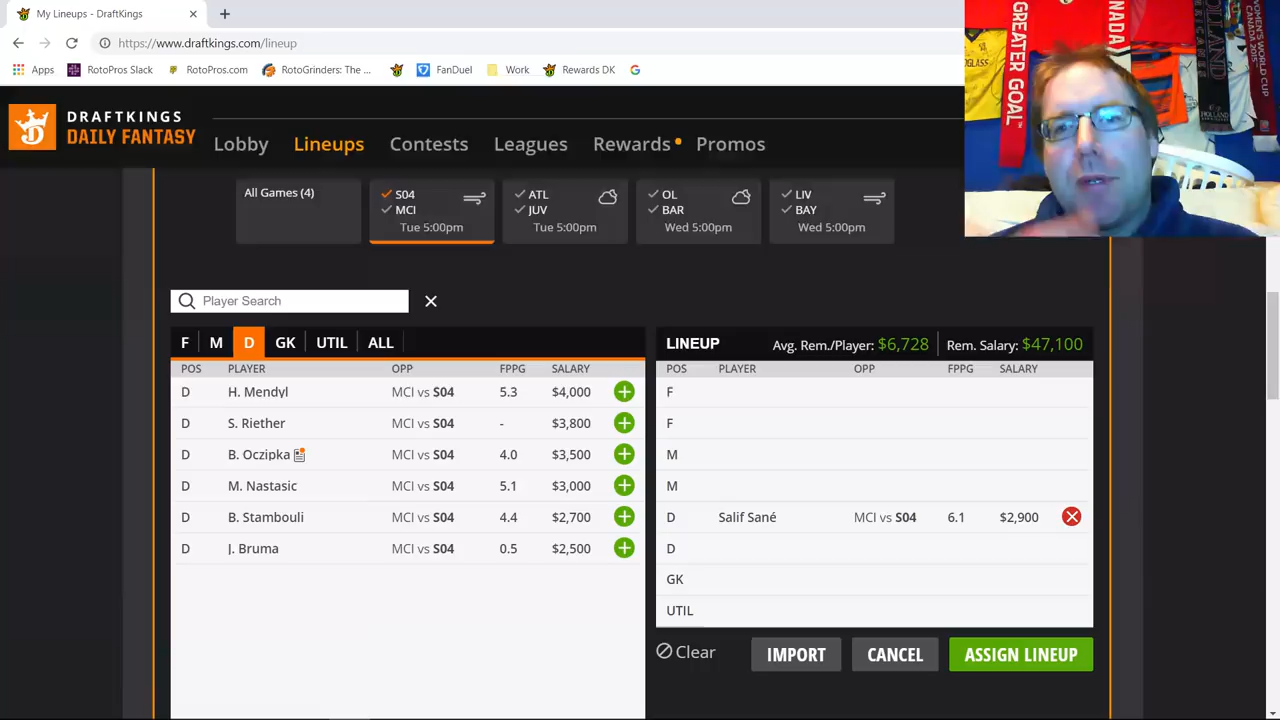 My Lineups - DraftKings
https://www.draftkings.com/lineup
Apps RotoPros Slack RotoPros.com RotoGrinders: The ... FanDuel Work Rewards DK
DRAFTKINGS
DAILY FANTASY
Lobby Lineups Contests Leagues Rewards Promos
All Games (4)
S04
MCI
Tue 5:00pm
ATL
JUV
Tue 5:00pm
OL
BAR
Wed 5:00pm
LIV
BAY
Wed 5:00pm
Player Search
F M D GK UTIL ALL
POS PLAYER OPP FPPG SALARY
D H. Mendyl MCI vs S04 5.3 $4,000
D S. Riether MCI vs S04 - $3,800
D B. Oczipka MCI vs S04 4.0 $3,500
D M. Nastasic MCI vs S04 5.1 $3,000
D B. Stambouli MCI vs S04 4.4 $2,700
D J. Bruma MCI vs S04 0.5 $2,500
LINEUP Avg. Rem./Player: $6,728 Rem. Salary: $47,100
POS PLAYER OPP FPPG SALARY
F
F
M
M
D Salif Sané MCI vs S04 6.1 $2,900
D
GK
UTIL
Clear IMPORT CANCEL ASSIGN LINEUP
GREATER GOAL
NADA
HOLLAND
WOMEN'S WORLD CUP
CANADA 2015